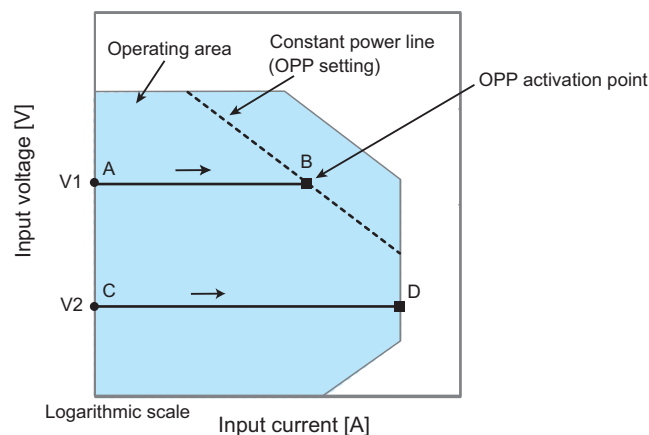 Operating area
Constant power line
(OPP setting)
OPP activation point
Input voltage [V]
V1
A
B
V2
C
D
Logarithmic scale
Input current [A]